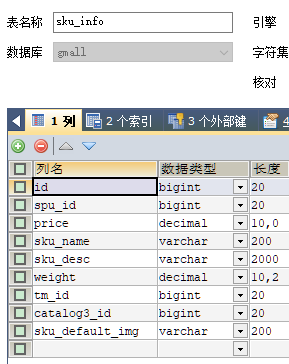 表名称 sku_info 引擎
数据库 gmall 字符集
核对
1 列 2 个索引 3 个外部键 4
列名 数据类型 长度
id bigint 20
spu_id bigint 20
price decimal 10,0
sku_name varchar 200
sku_desc varchar 2000
weight decimal 10,2
tm_id bigint 20
catalog3_id bigint 20
sku_default_img varchar 200